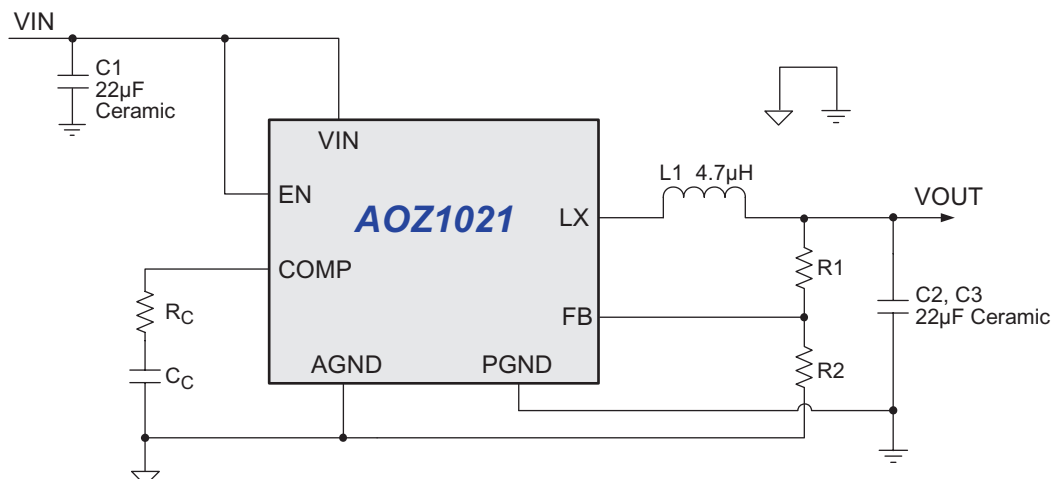 VIN
C1
22µF
Ceramic
VIN
EN
AOZ1021
LX
L1 4.7µH
VOUT
COMP
R1
RC
FB
C2, C3
22µF Ceramic
CC
AGND
PGND
R2